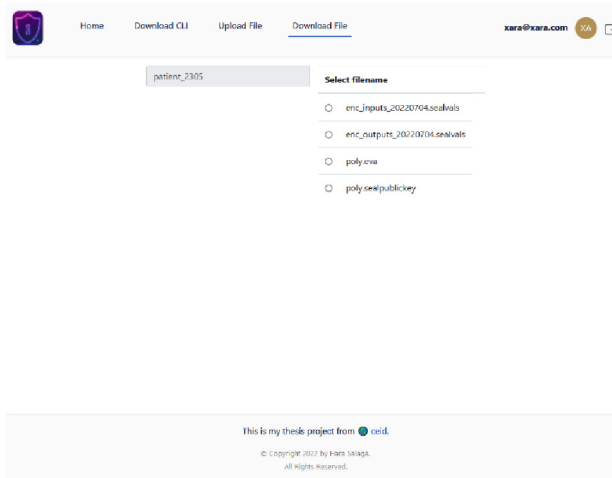 Home Download CLI Upload File Download File xara@xara.com XA
patient_2305
Select filename
enc_inputs_20220704.sealvals
enc_outputs_20220704.sealvals
poly.eva
poly.sealpublickey
This is my thesis project from ceid.
© Copyright 2022 by Hara Salaga.
All Rights Reserved.